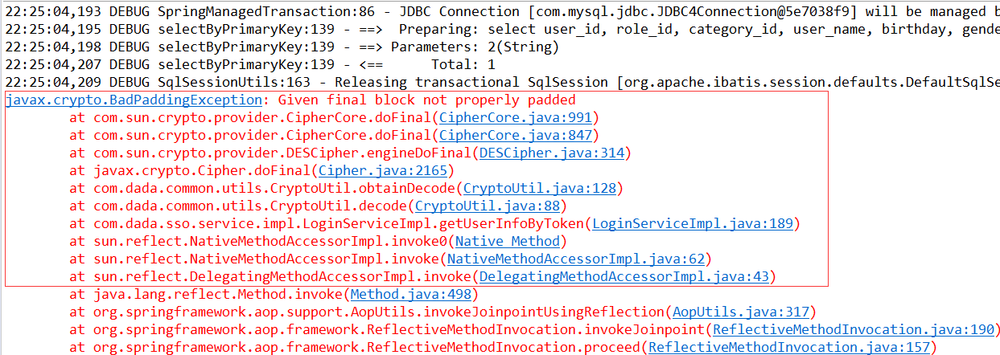 22:25:04,193 DEBUG SpringManagedTransaction:86 - JDBC Connection [com.mysql.jdbc.JDBC4Connection@5e7038f9] will be managed b
22:25:04,195 DEBUG selectByPrimaryKey:139 - ==>  Preparing: select user_id, role_id, category_id, user_name, birthday, gende
22:25:04,198 DEBUG selectByPrimaryKey:139 - ==> Parameters: 2(String)
22:25:04,207 DEBUG selectByPrimaryKey:139 - <==      Total: 1
22:25:04,209 DEBUG SqlSessionUtils:163 - Releasing transactional SqlSession [org.apache.ibatis.session.defaults.DefaultSqlSe
javax.crypto.BadPaddingException: Given final block not properly padded
	at com.sun.crypto.provider.CipherCore.doFinal(CipherCore.java:991)
	at com.sun.crypto.provider.CipherCore.doFinal(CipherCore.java:847)
	at com.sun.crypto.provider.DESCipher.engineDoFinal(DESCipher.java:314)
	at javax.crypto.Cipher.doFinal(Cipher.java:2165)
	at com.dada.common.utils.CryptoUtil.obtainDecode(CryptoUtil.java:128)
	at com.dada.common.utils.CryptoUtil.decode(CryptoUtil.java:88)
	at com.dada.sso.service.impl.LoginServiceImpl.getUserInfoByToken(LoginServiceImpl.java:189)
	at sun.reflect.NativeMethodAccessorImpl.invoke0(Native Method)
	at sun.reflect.NativeMethodAccessorImpl.invoke(NativeMethodAccessorImpl.java:62)
	at sun.reflect.DelegatingMethodAccessorImpl.invoke(DelegatingMethodAccessorImpl.java:43)
	at java.lang.reflect.Method.invoke(Method.java:498)
	at org.springframework.aop.support.AopUtils.invokeJoinpointUsingReflection(AopUtils.java:317)
	at org.springframework.aop.framework.ReflectiveMethodInvocation.invokeJoinpoint(ReflectiveMethodInvocation.java:190)
	at org.springframework.aop.framework.ReflectiveMethodInvocation.proceed(ReflectiveMethodInvocation.java:157)